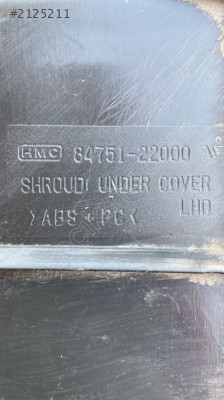 #2125211
HMC 84751-22000
SHROUD UNDER COVER
>ABS + PC< LHD